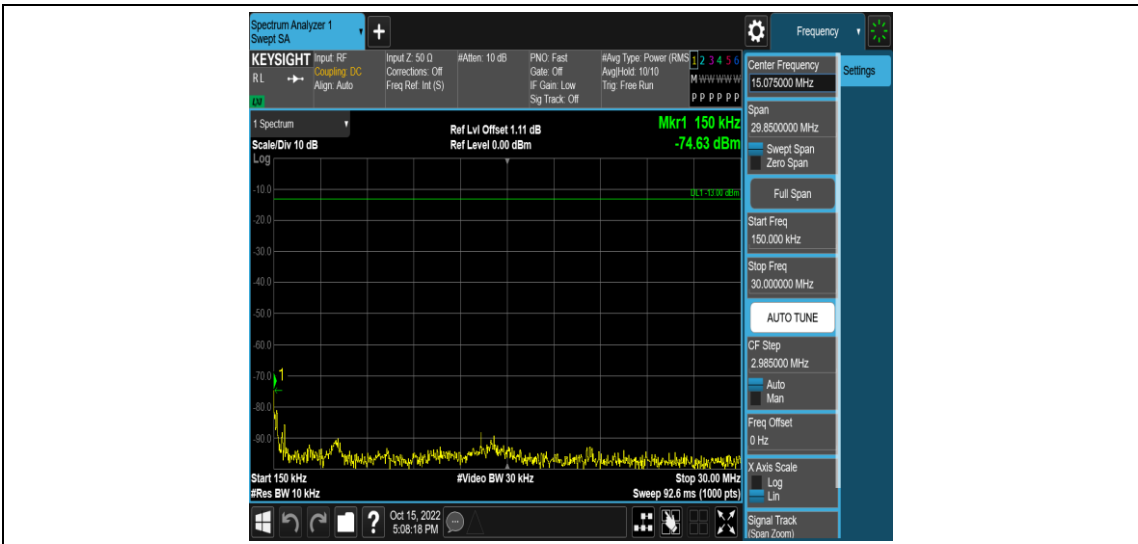 Spectrum Analyzer 1
Swept SA
+
Frequency
KEYSIGHT
RL
LXI
Input: RF
Coupling: DC
Align: Auto
Input Z: 50 Ω
Corrections: Off
Freq Ref: Int (S)
#Atten: 10 dB
PNO: Fast
Gate: Off
IF Gain: Low
Sig Track: Off
#Avg Type: Power (RMS
Avg|Hold: 10/10
Trig: Free Run
1 2 3 4 5 6
M W W W W W
P P P P P P
1 Spectrum
Scale/Div 10 dB
Log
Ref Lvl Offset 1.11 dB
Ref Level 0.00 dBm
Mkr1 150 kHz
-74.63 dBm
DL1 -13.00 dBm
-10.0
-20.0
-30.0
-40.0
-50.0
-60.0
-70.0
1
-80.0
-90.0
Start 150 kHz
#Video BW 30 kHz
Stop 30.00 MHz
#Res BW 10 kHz
Sweep 92.6 ms (1000 pts)
?
Oct 15, 2022
5:08:18 PM
Center Frequency
15.075000 MHz
Settings
Span
29.8500000 MHz
Swept Span
Zero Span
Full Span
Start Freq
150.000 kHz
Stop Freq
30.000000 MHz
AUTO TUNE
CF Step
2.985000 MHz
Auto
Man
Freq Offset
0 Hz
X Axis Scale
Log
Lin
Signal Track
(Span Zoom)